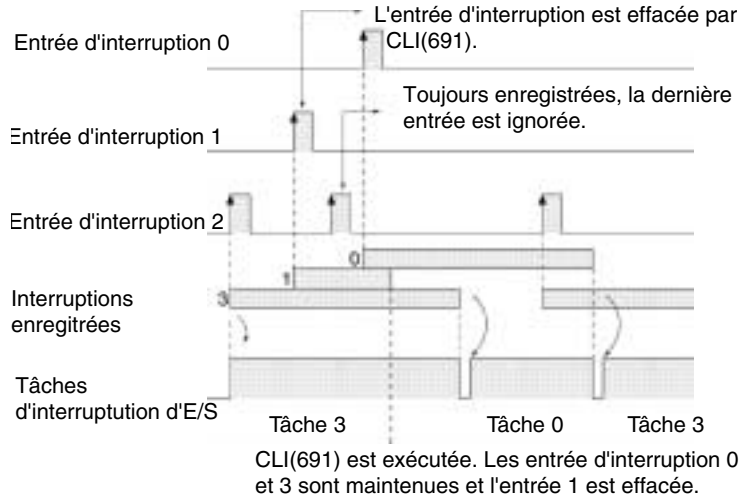 L'entrée d'interruption est effacée par
CLI(691).
Entrée d'interruption 0
Toujours enregistrées, la dernière
entrée est ignorée.
Entrée d'interruption 1
Entrée d'interruption 2
0
1
3
Interruptions
enregitrées
Tâches
d'interruptution d'E/S
Tâche 3
Tâche 0
Tâche 3
CLI(691) est exécutée. Les entrée d'interruption 0
et 3 sont maintenues et l'entrée 1 est effacée.